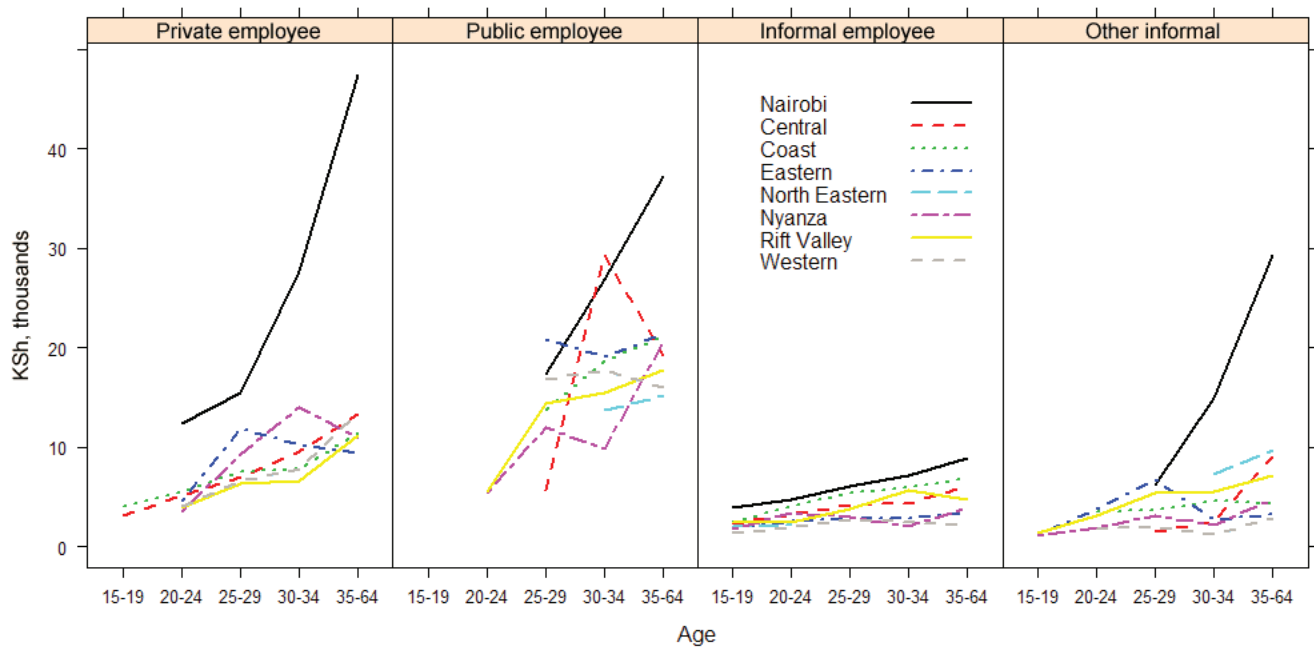 Private employee
Public employee
Informal employee
Other informal
KSh, thousands
40
30
20
10
0
Nairobi
Central
Coast
Eastern
North Eastern
Nyanza
Rift Valley
Western
15-19 20-24 25-29 30-34 35-64
15-19 20-24 25-29 30-34 35-64
15-19 20-24 25-29 30-34 35-64
15-19 20-24 25-29 30-34 35-64
Age